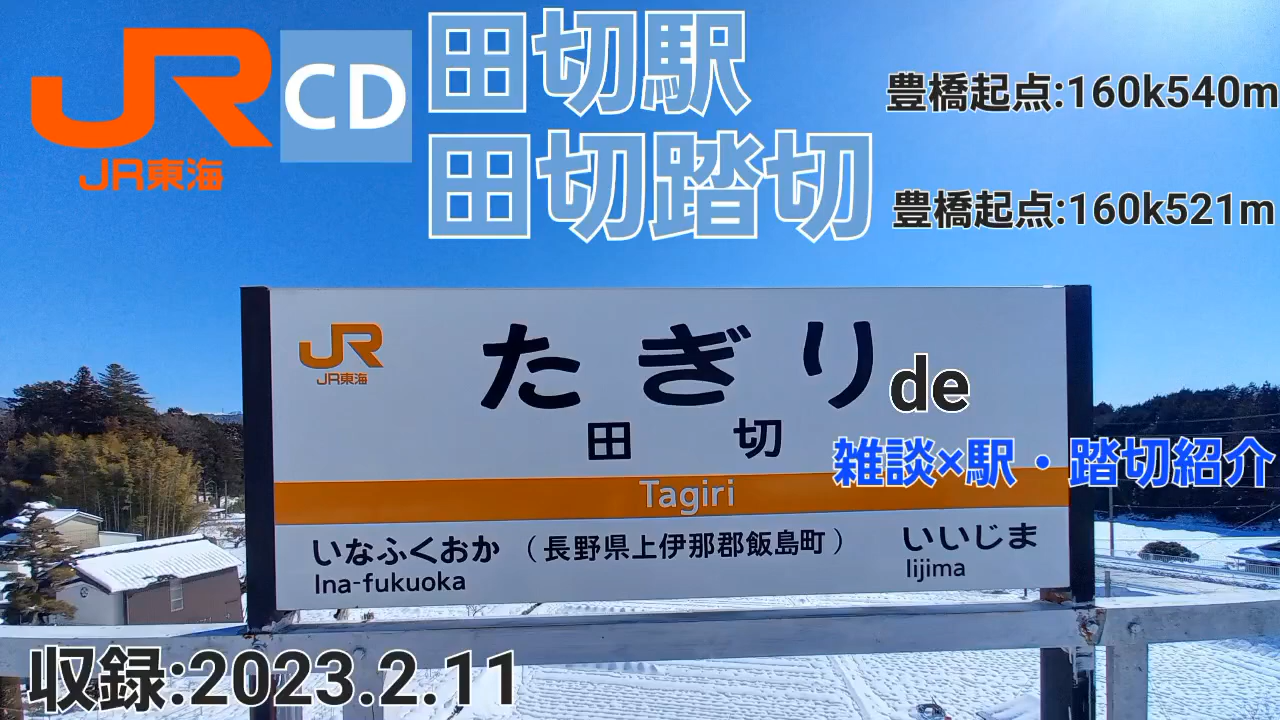 JR
JR東海
CD
田切駅
豊橋起点:160k540m
田切踏切
豊橋起点:160k521m
JR
JR東海
たぎり
de
田切
雑談×駅・踏切紹介
Tagiri
いなふくおか
(長野県上伊那郡飯島町)
いいじま
Ina-fukuoka
Iijima
収録:2023.2.11